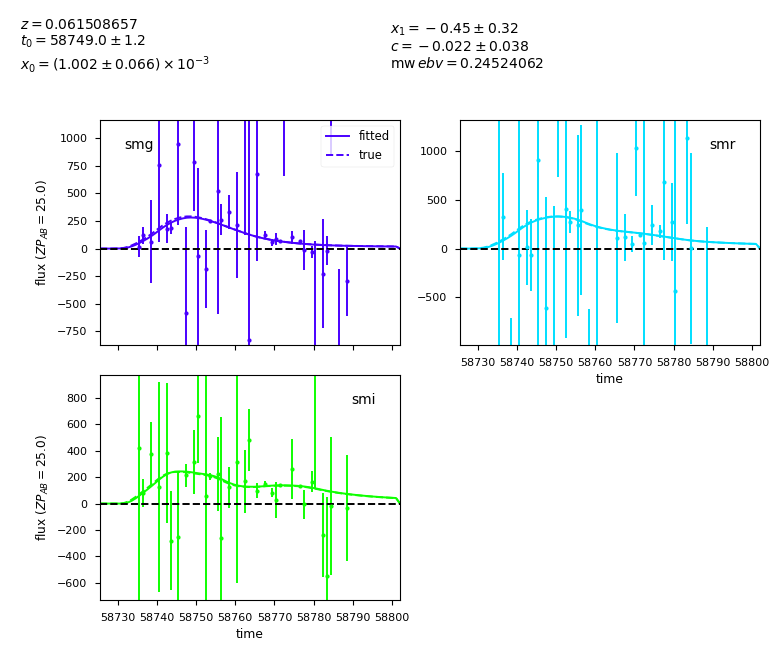 z = 0.061508657
t₀ = 58749.0 ± 1.2
x₀ = (1.002 ± 0.066) × 10⁻³
x₁ = −0.45 ± 0.32
c = −0.022 ± 0.038
mw ebv = 0.24524062
1000
750
500
250
0
−250
−500
−750
flux (ZP_AB = 25.0)
smg
fitted
true
1000
500
0
−500
smr
58730 58740 58750 58760 58770 58780 58790 58800
time
800
600
400
200
0
−200
−400
−600
flux (ZP_AB = 25.0)
smi
58730 58740 58750 58760 58770 58780 58790 58800
time